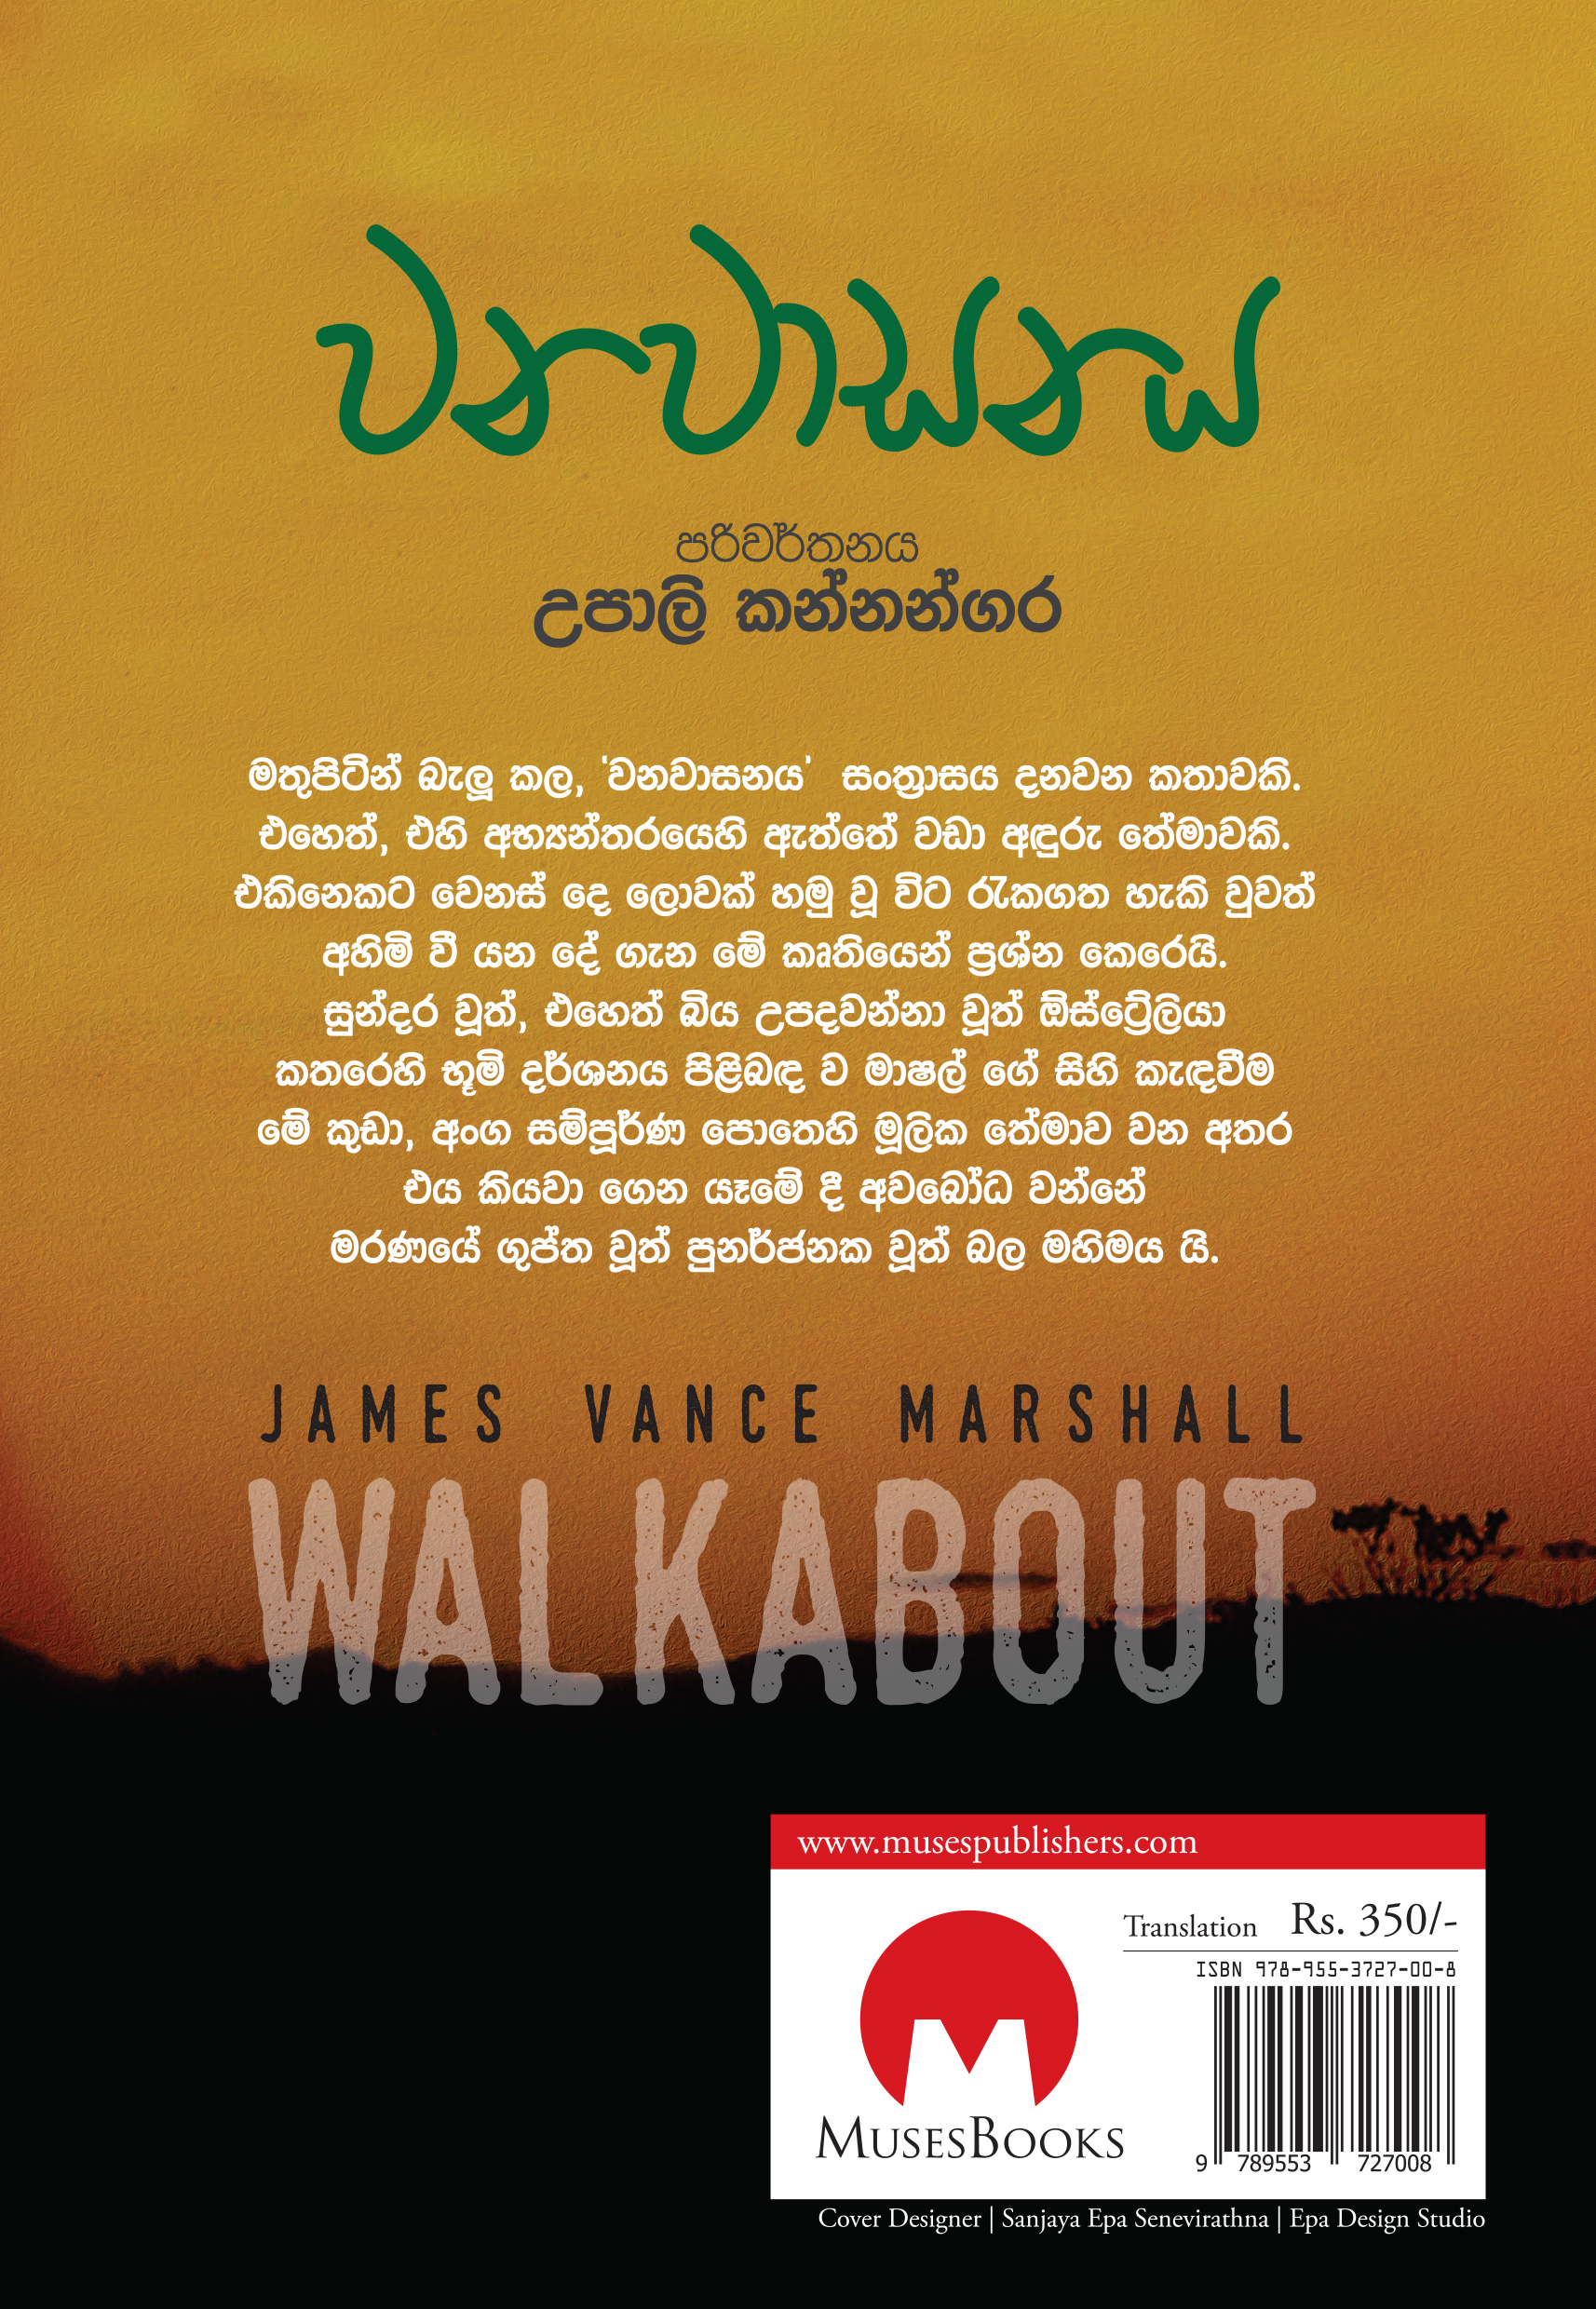 වනවාසනය
පරිවර්තනය
උපාලි කන්නන්ගර
මතුපිටින් බැලූ කල, ‘වනවාසනය’ සංත්‍රාසය දනවන කතාවකි.
එහෙත්, එහි අභ්‍යන්තරයෙහි ඇත්තේ වඩා අඳුරු තේමාවකි.
එකිනෙකට වෙනස් දෙ ලොවක් හමු වූ විට රැකගත හැකි වුවත්
අහිමි වී යන දේ ගැන මේ කෘතියෙන් ප්‍රශ්න කෙරෙයි.
සුන්දර වූත්, එහෙත් බිය උපදවන්නා වූත් ඕස්ට්‍රේලියා
කතරෙහි භූමි දර්ශනය පිළිබඳ ව මාෂල් ගේ සිහි කැඳවීම
මේ කුඩා, අංග සම්පූර්ණ පොතෙහි මූලික තේමාව වන අතර
එය කියවා ගෙන යෑමේ දී අවබෝධ වන්නේ
මරණයේ ගුප්ත වූත් පුනර්ජනක වූත් බල මහිමය යි.
JAMES VANCE MARSHALL
WALKABOUT
www.musespublishers.com
Translation Rs. 350/-
ISBN 978-955-3727-00-8
MUSESBOOKS
9 789553 727008
Cover Designer | Sanjaya Epa Senevirathna | Epa Design Studio